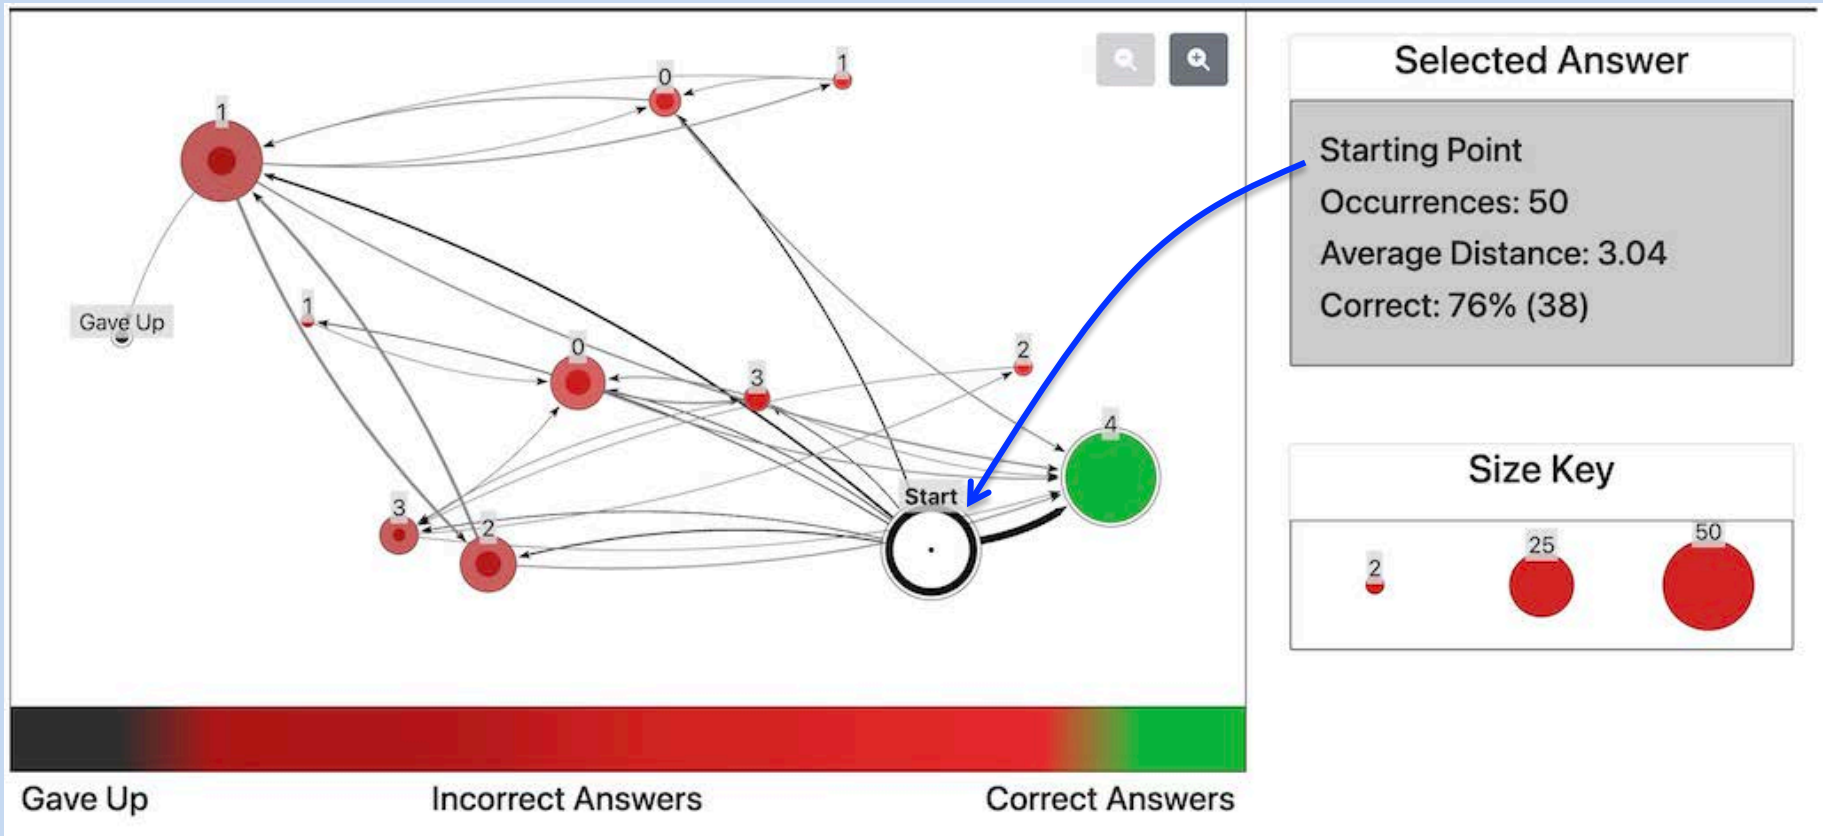 1
0
1
Gave Up
1
0
3
2
4
3
2
Start
Gave Up
Incorrect Answers
Correct Answers
Selected Answer
Starting Point
Occurrences: 50
Average Distance: 3.04
Correct: 76% (38)
Size Key
2
25
50